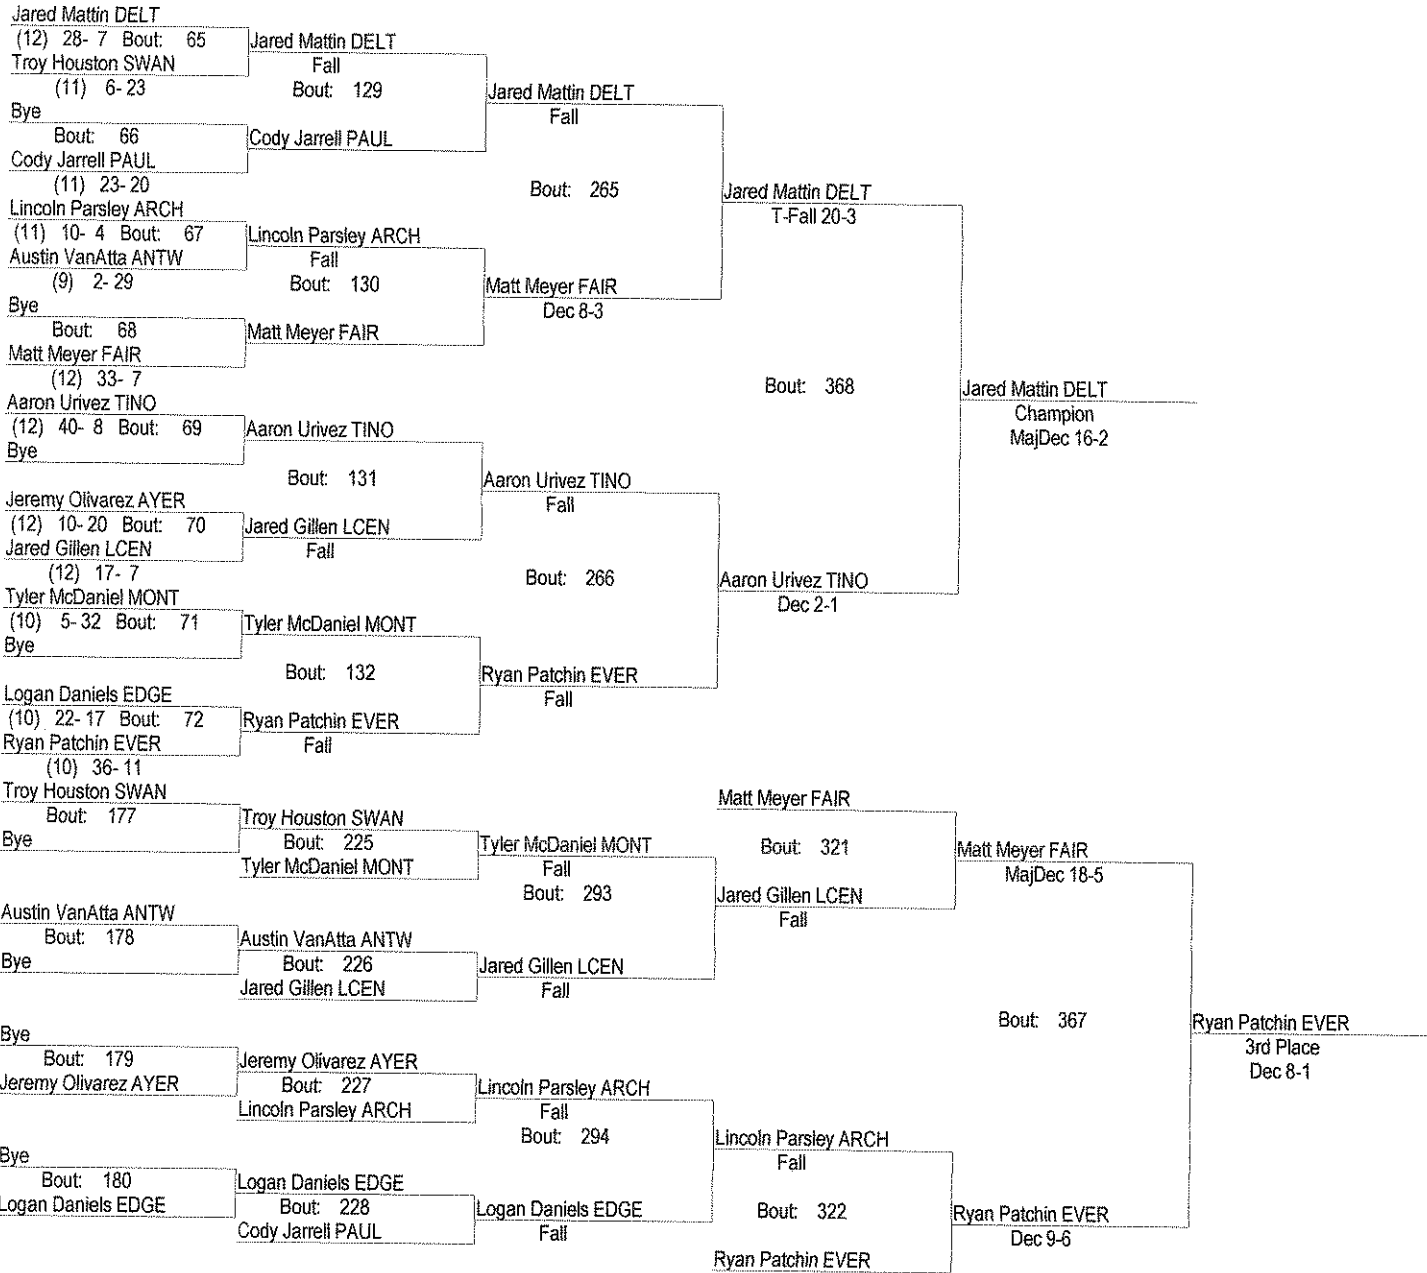 Jared Mattin DELT
(12) 28- 7 Bout: 65
Troy Houston SWAN
(11) 6- 23
Bye
Bout: 66
Cody Jarrell PAUL
(11) 23- 20
Lincoln Parsley ARCH
(11) 10- 4 Bout: 67
Austin VanAtta ANTW
(9) 2- 29
Bye
Bout: 68
Matt Meyer FAIR
(12) 33- 7
Aaron Urivez TINO
(12) 40- 8 Bout: 69
Bye
Jeremy Olivarez AYER
(12) 10- 20 Bout: 70
Jared Gillen LCEN
(12) 17- 7
Tyler McDaniel MONT
(10) 5- 32 Bout: 71
Bye
Logan Daniels EDGE
(10) 22- 17 Bout: 72
Ryan Patchin EVER
(10) 36- 11
Jared Mattin DELT
Fall
Bout: 129
Cody Jarrell PAUL
Lincoln Parsley ARCH
Fall
Bout: 130
Matt Meyer FAIR
Aaron Urivez TINO
Bout: 131
Jared Gillen LCEN
Fall
Tyler McDaniel MONT
Bout: 132
Ryan Patchin EVER
Fall
Jared Mattin DELT
Fall
Bout: 265
Matt Meyer FAIR
Dec 8-3
Aaron Urivez TINO
Fall
Bout: 266
Ryan Patchin EVER
Fall
Jared Mattin DELT
T-Fall 20-3
Bout: 368
Aaron Urivez TINO
Dec 2-1
Jared Mattin DELT
Champion
MajDec 16-2
Troy Houston SWAN
Bout: 177
Bye
Austin VanAtta ANTW
Bout: 178
Bye
Bye
Bout: 179
Jeremy Olivarez AYER
Bye
Bout: 180
Logan Daniels EDGE
Troy Houston SWAN
Bout: 225
Tyler McDaniel MONT
Austin VanAtta ANTW
Bout: 226
Jared Gillen LCEN
Jeremy Olivarez AYER
Bout: 227
Lincoln Parsley ARCH
Logan Daniels EDGE
Bout: 228
Cody Jarrell PAUL
Tyler McDaniel MONT
Fall
Bout: 293
Jared Gillen LCEN
Fall
Lincoln Parsley ARCH
Fall
Bout: 294
Logan Daniels EDGE
Fall
Matt Meyer FAIR
Bout: 321
Jared Gillen LCEN
Fall
Lincoln Parsley ARCH
Fall
Bout: 322
Ryan Patchin EVER
Matt Meyer FAIR
MajDec 18-5
Bout: 367
Ryan Patchin EVER
Dec 9-6
Ryan Patchin EVER
3rd Place
Dec 8-1